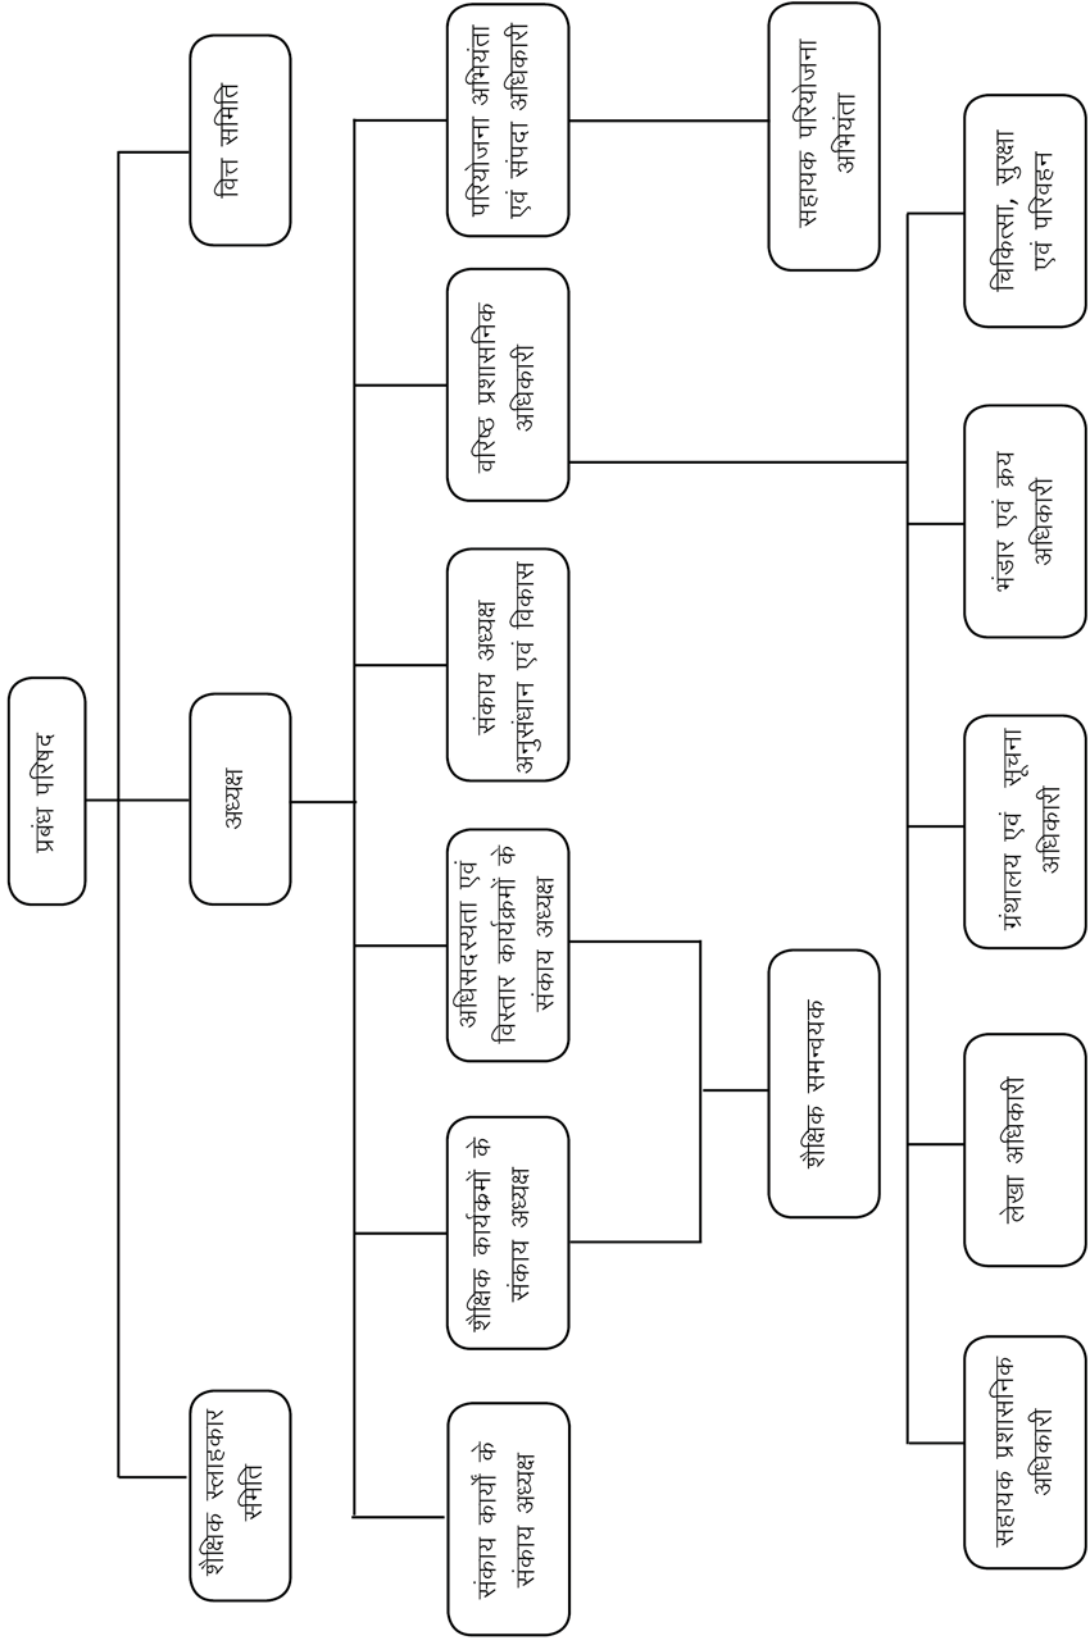 प्रबंध परिषद
शैक्षिक स्लाहकार
समिति
अध्यक्ष
वित्त समिति
संकाय कार्यों के
संकाय अध्यक्ष
शैक्षिक कार्यकमों के
संकाय अध्यक्ष
अधिसदस्यता एवं
विस्तार कार्यक्रमों के
संकाय अध्यक्ष
संकाय अध्यक्ष
अनुसंधान एवं विकास
वरिष्ठ प्रशासनिक
अधिकारी
परियोजना अभियंता
एवं संपदा अधिकारी
शैक्षिक समन्वयक
सहायक परियोजना
अभियंता
सहायक प्रशासनिक
अधिकारी
लेखा अधिकारी
ग्रंथालय एवं सूचना
अधिकारी
भंडार एवं क्रय
अधिकारी
चिकित्सा, सुरक्षा
एवं परिवहन